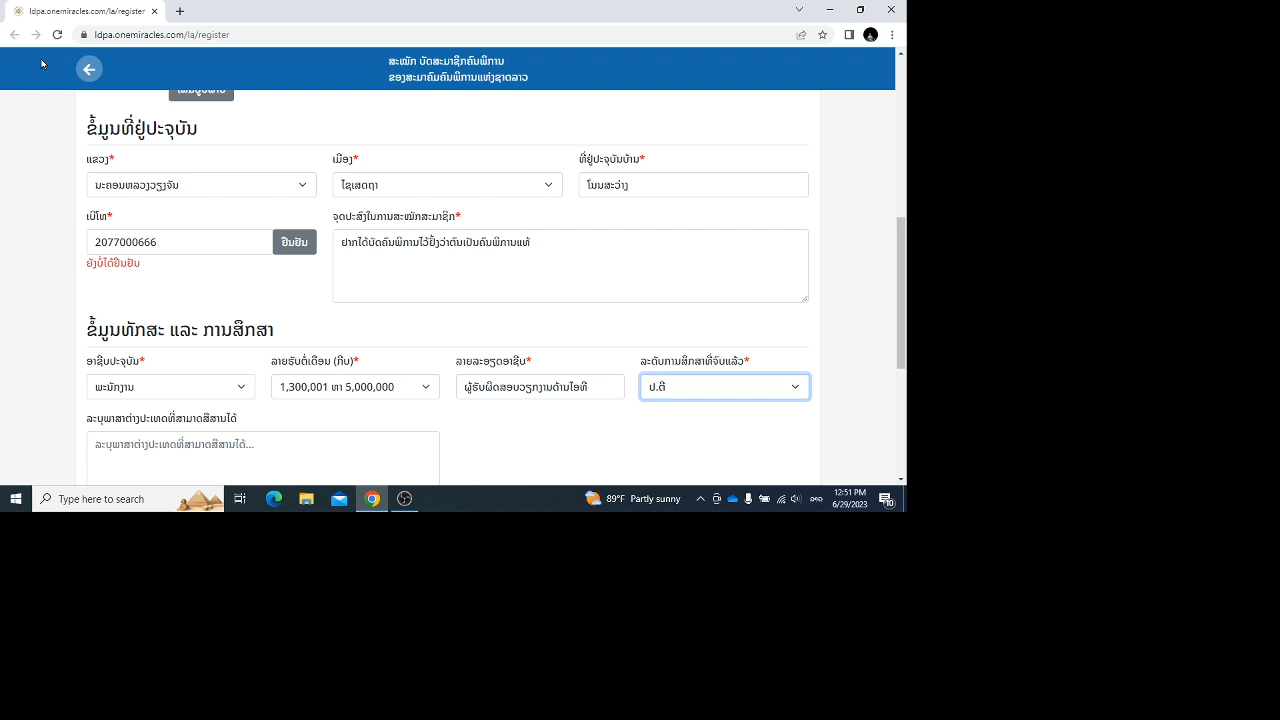 ldpa.onemiracles.com/la/register
ldpa.onemiracles.com/la/register
ສະໝັກ ບັດສະມາຊິກຄົນພິການ
ຂອງສະມາຄົມຄົນພິການແຫ່ງຊາດລາວ
ຂໍ້ມູນທີ່ຢູ່ປະຈຸບັນ
ແຂວງ*
ເມືອງ*
ທີ່ຢູ່ປະຈຸບັນບ້ານ*
ນະຄອນຫລວງວຽງຈັນ
ໄຊເສດຖາ
ໂນນສະວ່າງ
ເບີໂທ*
ຈຸດປະສົງໃນການສະໝັກສະມາຊິກ*
2077000666
ຢືນຢັນ
ຢາກໄດ້ບັດຄົນພິການໄວ້ຢັ້ງວ່າຕົນເປັນຄົນພິການແທ້
ຍັງບໍ່ໄດ້ຢືນຢັນ
ຂໍ້ມູນທັກສະ ແລະ ການສຶກສາ
ອາຊີບປະຈຸບັນ*
ລາຍຮັບຕໍ່ເດືອນ (ກີບ)*
ລາຍລະອຽດອາຊີບ*
ລະດັບການສຶກສາທີ່ຈົບແລ້ວ*
ພະນັກງານ
1,300,001 ຫາ 5,000,000
ຜູ້ຮັບຜິດສອບວຽກງານດ້ານໄອທີ
ປ.ຕີ
ລະບຸພາສາຕ່າງປະເທດທີ່ສາມາດສື່ສານໄດ້
ລະບຸພາສາຕ່າງປະເທດທີ່ສາມາດສື່ສານໄດ້...
Type here to search
89°F Partly sunny
12:51 PM
6/29/2023
10